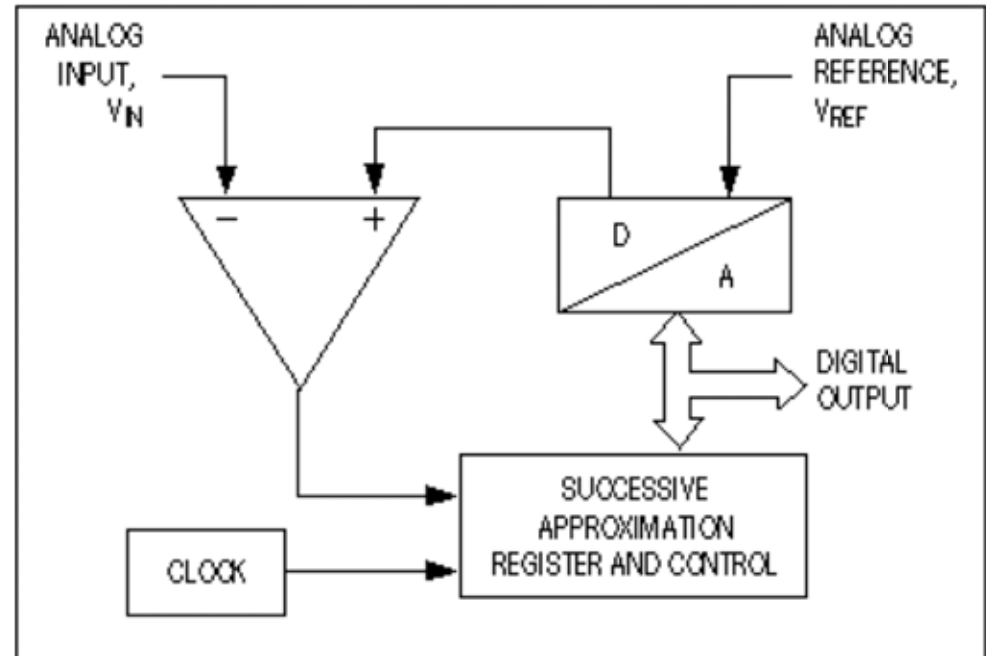 ANALOG
INPUT,
VIN
ANALOG
REFERENCE,
VREF
− +
D
A
DIGITAL
OUTPUT
SUCCESSIVE
APPROXIMATION
REGISTER AND CONTROL
CLOCK